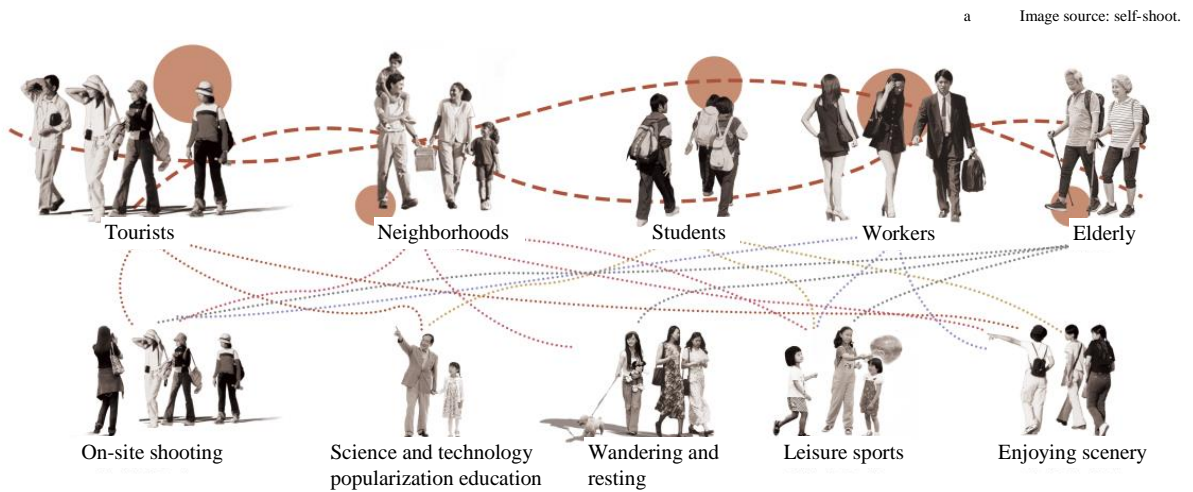 a Image source: self-shoot.
Tourists
Neighborhoods
Students
Workers
Elderly
On-site shooting
Science and technology
popularization education
Wandering and
resting
Leisure sports
Enjoying scenery